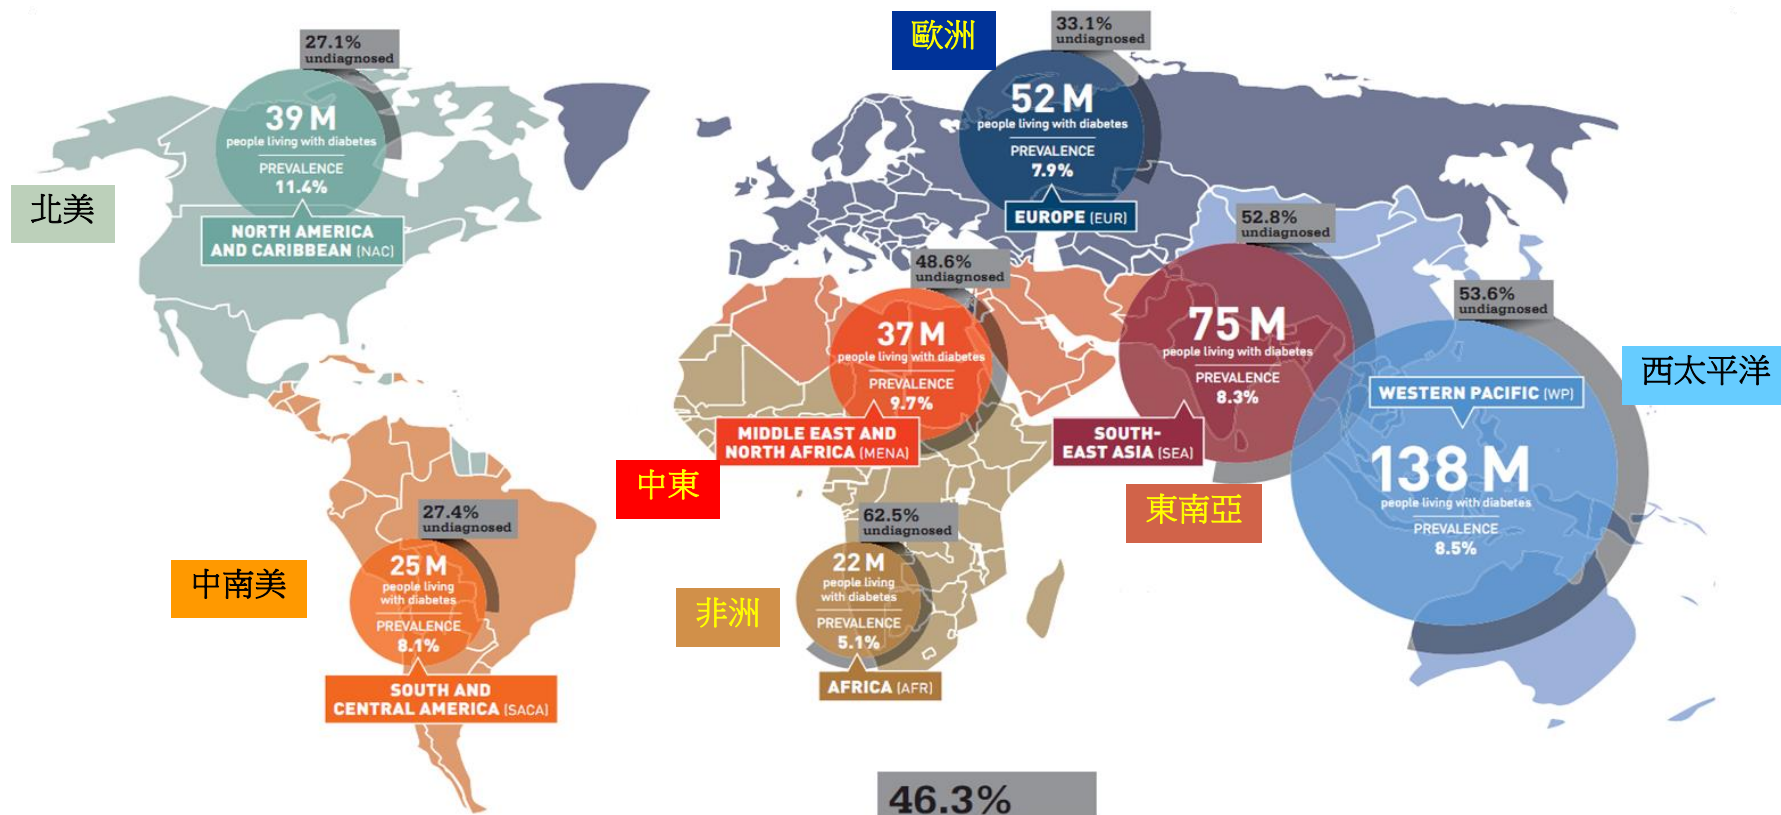 27.1%
undiagnosed
39 M
people living with diabetes
PREVALENCE
11.4%
NORTH AMERICA
AND CARIBBEAN (NAC)
北美
歐洲
33.1%
undiagnosed
52 M
people living with diabetes
PREVALENCE
7.9%
EUROPE (EUR)
48.6%
undiagnosed
37 M
people living with diabetes
PREVALENCE
9.7%
MIDDLE EAST AND
NORTH AFRICA (MENA)
中東
52.8%
undiagnosed
75 M
people living with diabetes
PREVALENCE
8.3%
SOUTH-
EAST ASIA (SEA)
東南亞
53.6%
undiagnosed
西太平洋
WESTERN PACIFIC (WP)
138 M
people living with diabetes
PREVALENCE
8.5%
27.4%
undiagnosed
25 M
people living
with diabetes
PREVALENCE
8.1%
SOUTH AND
CENTRAL AMERICA (SACA)
中南美
62.5%
undiagnosed
22 M
people living
with diabetes
PREVALENCE
5.1%
AFRICA (AFR)
非洲
46.3%